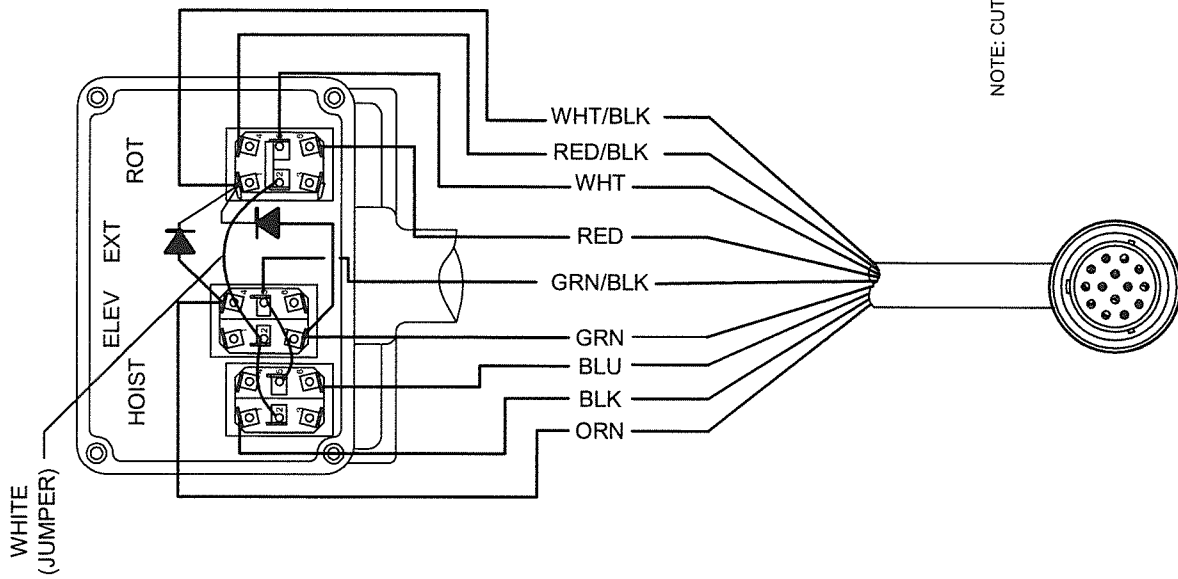 NOTE: CUT
ROT
EXT
ELEV
HOIST
WHITE
(JUMPER)
WHT/BLK
RED/BLK
WHT
RED
GRN/BLK
GRN
BLU
BLK
ORN